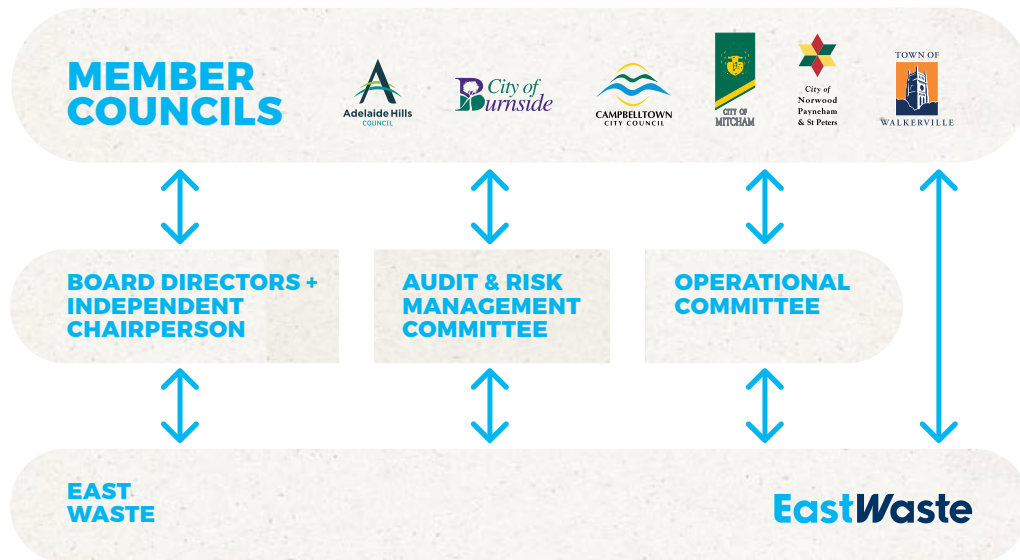 MEMBER
COUNCILS
Adelaide Hills
COUNCIL
City of
Burnside
CAMPBELLTOWN
CITY COUNCIL
CITY OF
MITCHAM
City of
Norwood
Payneham
& St Peters
TOWN OF
WALKERVILLE
BOARD DIRECTORS +
INDEPENDENT
CHAIRPERSON
AUDIT & RISK
MANAGEMENT
COMMITTEE
OPERATIONAL
COMMITTEE
EAST
WASTE
EastWaste